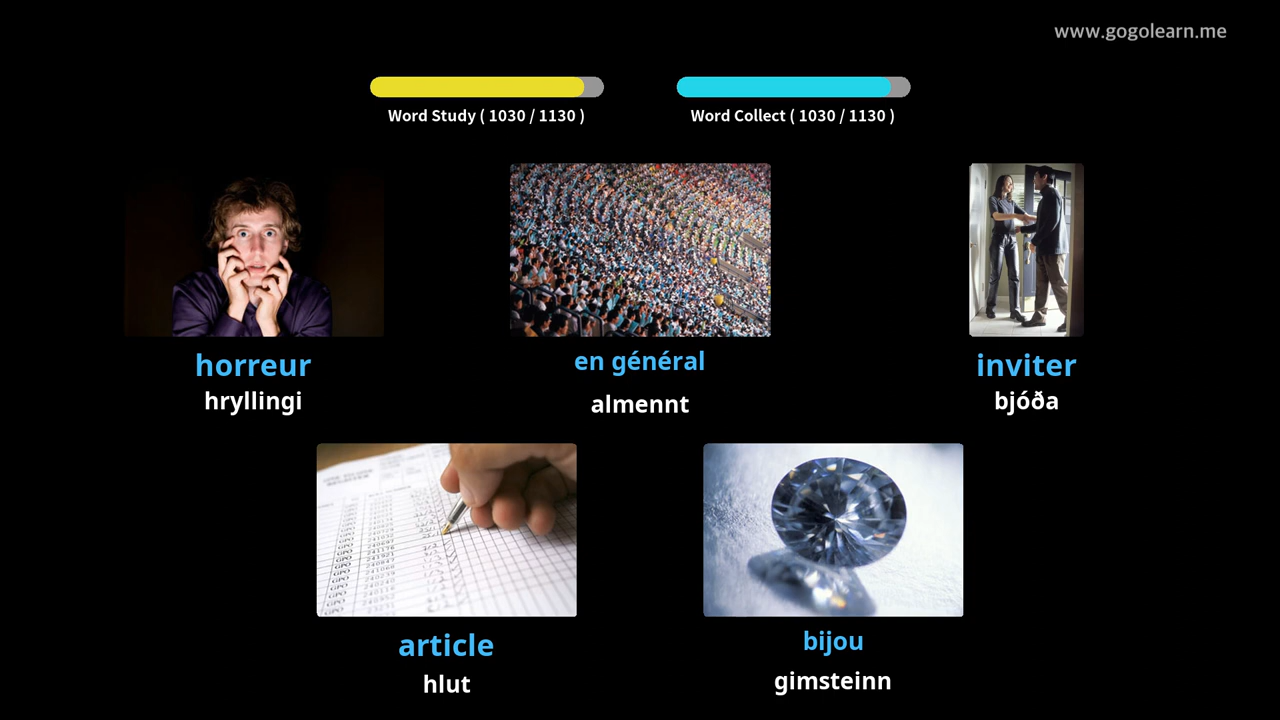 www.gogolearn.me
Word Study ( 1030 / 1130 )
Word Collect ( 1030 / 1130 )
horreur
hryllingi
en général
almennt
inviter
bjóða
article
hlut
bijou
gimsteinn